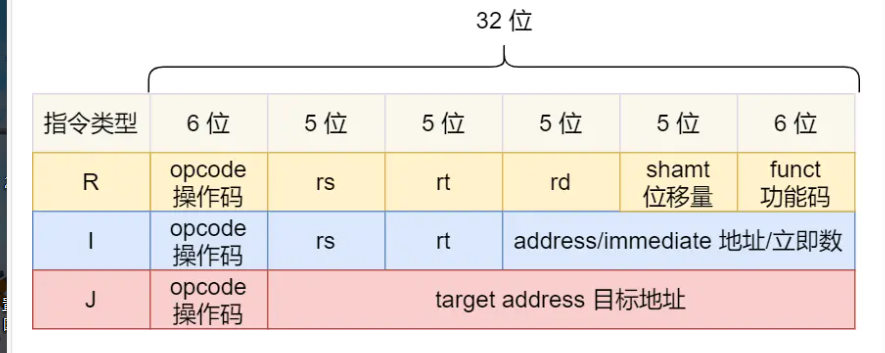 32 位
指令类型 6 位 5 位 5 位 5 位 5 位 6 位
R opcode 操作码 rs rt rd shamt 位移量 funct 功能码
I opcode 操作码 rs rt address/immediate 地址/立即数
J opcode 操作码 target address 目标地址